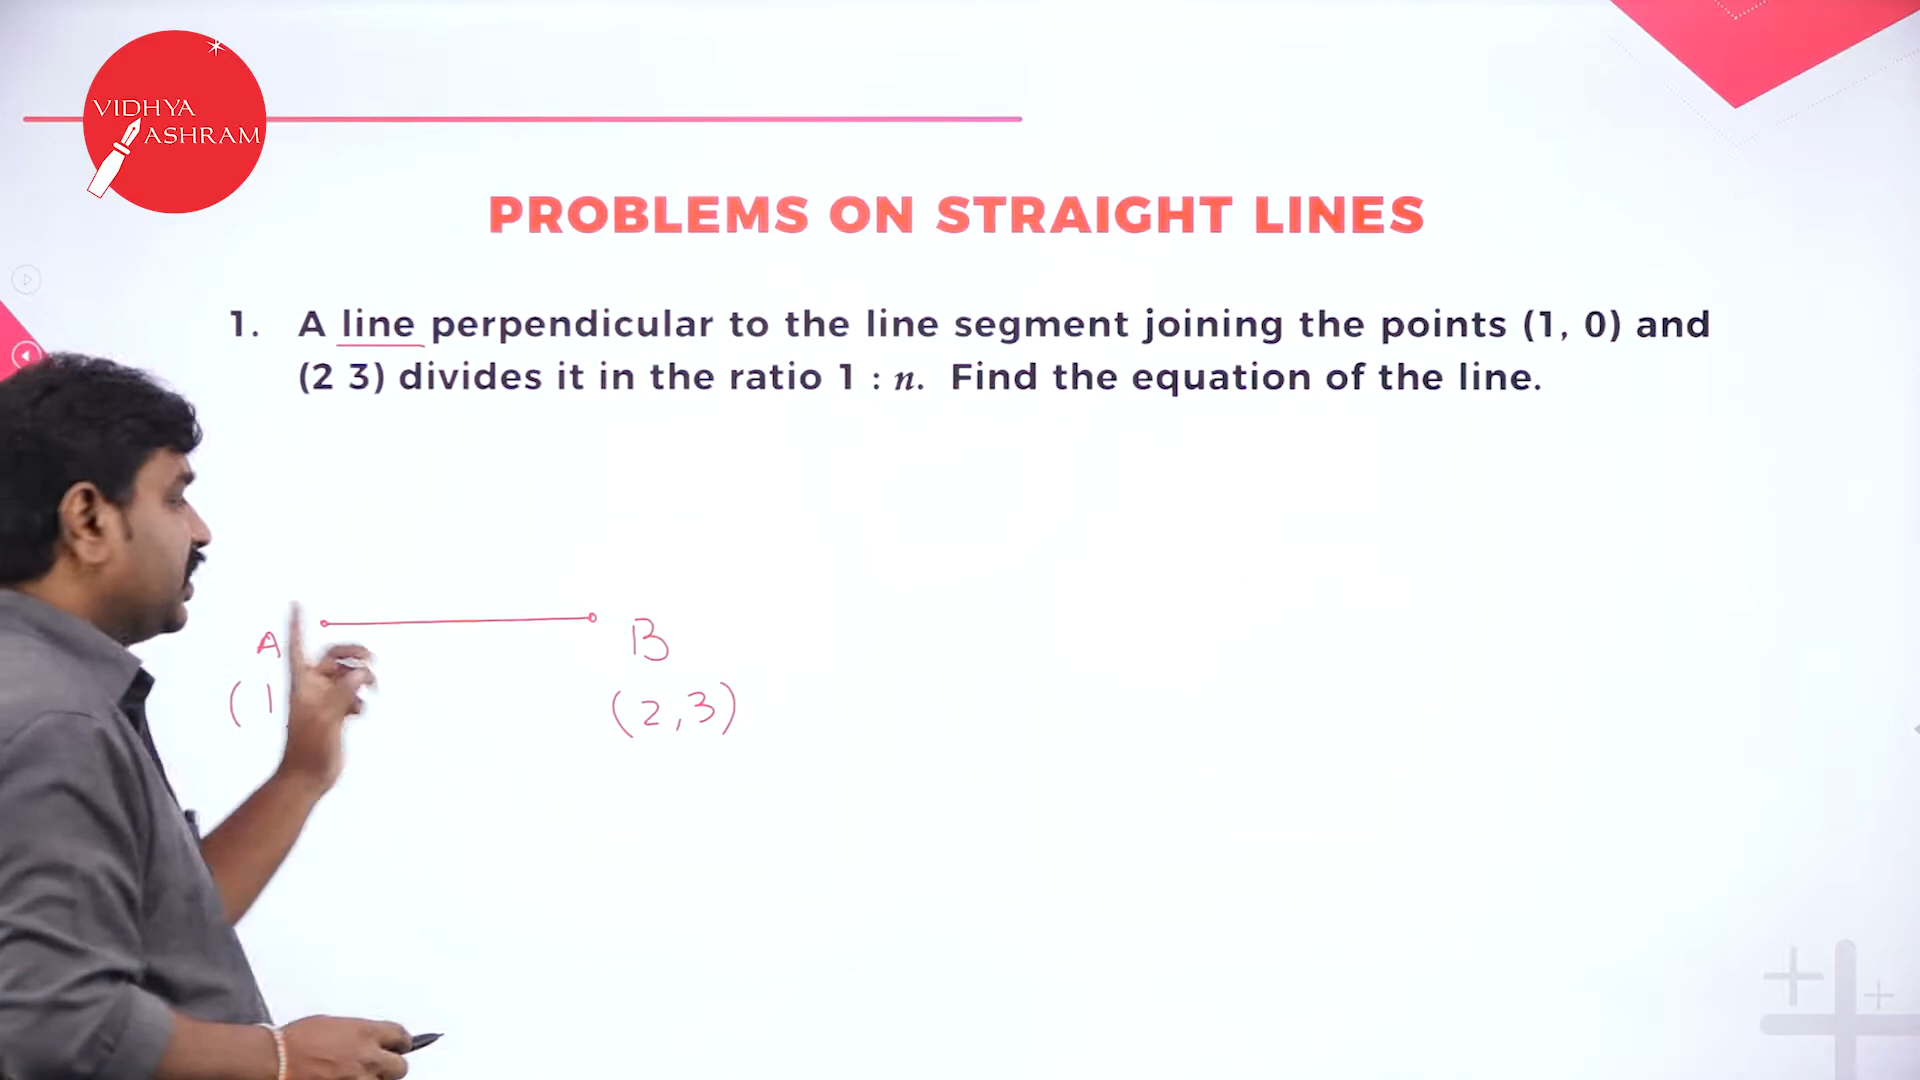 VIDHYA
ASHRAM
PROBLEMS ON STRAIGHT LINES
1. A line perpendicular to the line segment joining the points (1, 0) and
(2 3) divides it in the ratio 1 : n. Find the equation of the line.
A B
(1 (2,3)